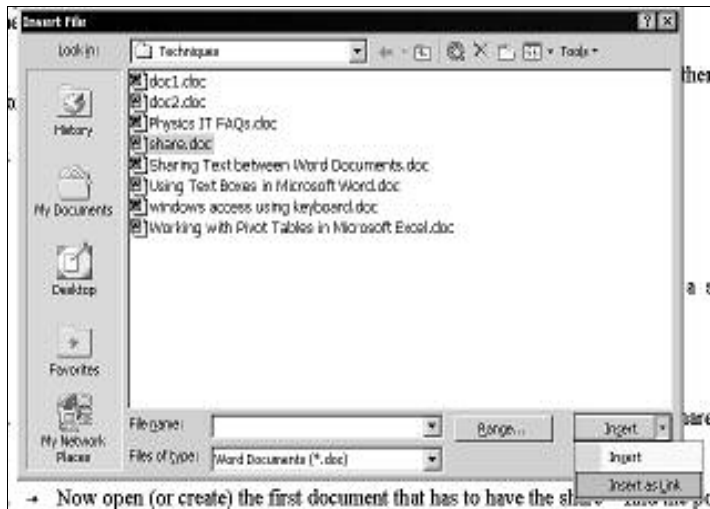 Insert File
Look in: Techniques Tools
doc1.doc
doc2.doc
Physics IT FAQs.doc
share.doc
Sharing Text between Word Documents.doc
Using Text Boxes in Microsoft Word.doc
windows access using keyboard.doc
Working with Pivot Tables in Microsoft Excel.doc
History
My Documents
Desktop
Favorites
My Network
Places
File name: Range... Insert
Files of type: Word Documents (*.doc)
Insert
Insert as Link
→ Now open (or create) the first document that has to have the share